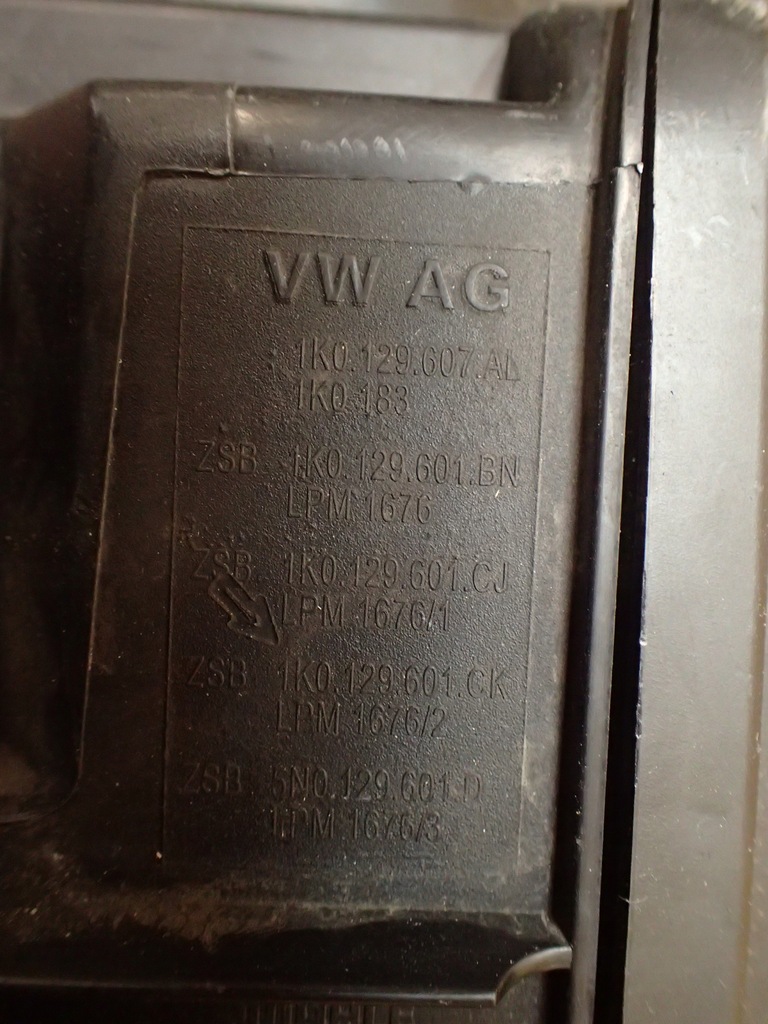 VW AG
1K0.129.607.AL
1K0 183
ZSB 1K0.129.601.BN
LPM 1676
ZSB 1K0.129.601.CJ
LPM 1676/1
ZSB 1K0.129.601.CK
LPM 1676/2
ZSB 5N0.129.601.D
LPM 1676/3